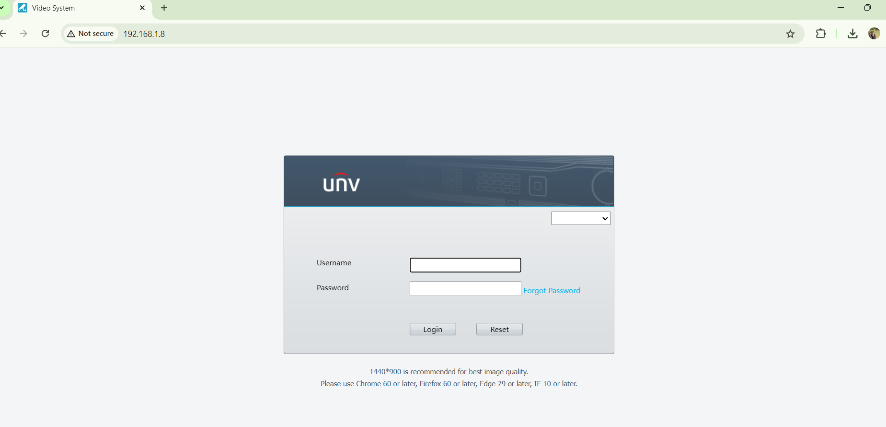 Video System
Not secure 192.168.1.8
unv
Username
Password
Forgot Password
Login Reset
1440*900 is recommended for best image quality.
Please use Chrome 60 or later, Firefox 60 or later, Edge 79 or later, IE 10 or later.